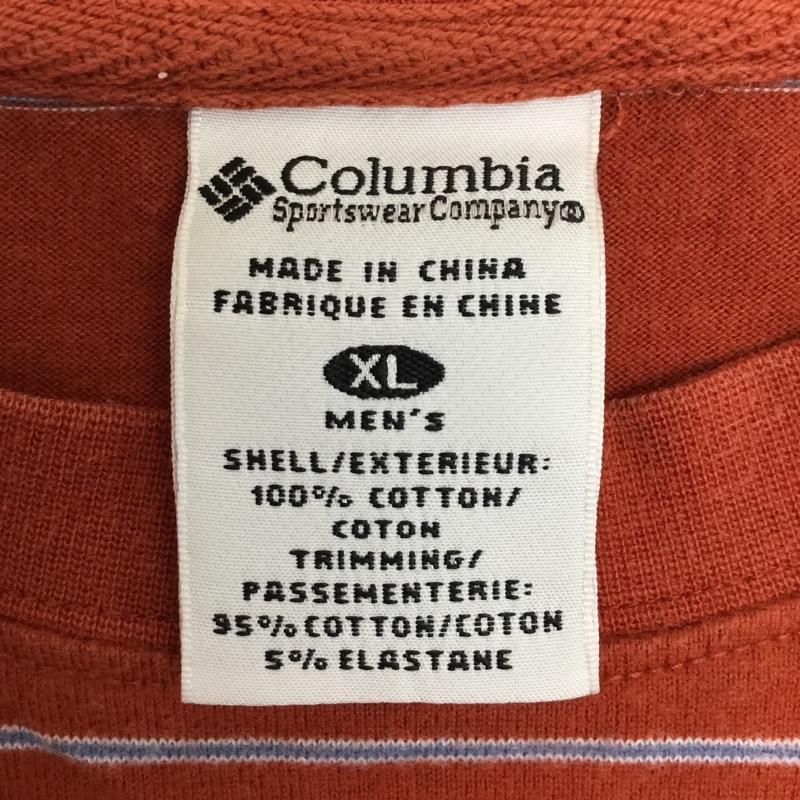 Columbia
Sportswear Company®
MADE IN CHINA
FABRIQUE EN CHINE
XL
MEN'S
SHELL/EXTERIEUR:
100% COTTON/
COTON
TRIMMING/
PASSEMENTERIE:
95% COTTON/COTON
5% ELASTANE